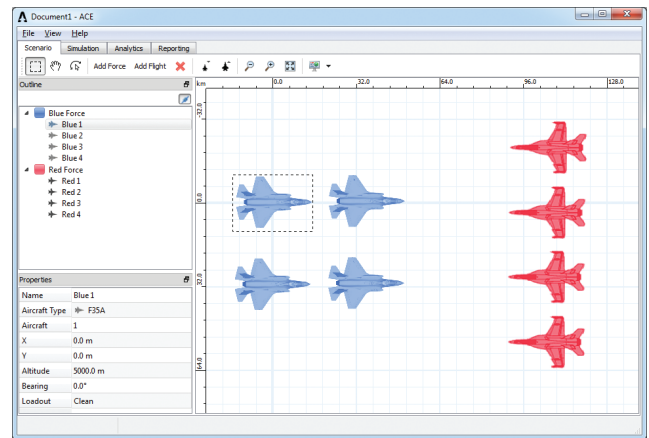 Document1 - ACE
File View Help
Scenario Simulation Analytics Reporting
Add Force Add Flight
Outline
Blue Force
Blue 1
Blue 2
Blue 3
Blue 4
Red Force
Red 1
Red 2
Red 3
Red 4
Properties
Name Blue 1
Aircraft Type F35A
Aircraft 1
X 0.0 m
Y 0.0 m
Altitude 5000.0 m
Bearing 0.0°
Loadout Clean
km 0.0 32.0 64.0 96.0 128.0
-32.0
0.0
32.0
64.0